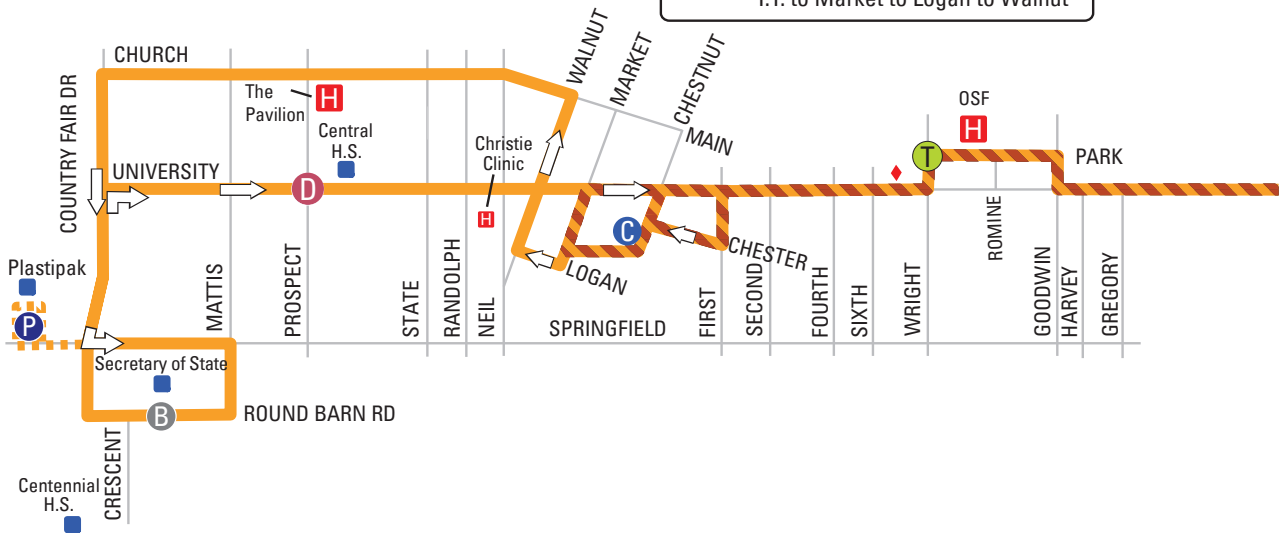 I.T. to Market to Logan to Walnut
CHURCH
WALNUT
MARKET
CHESTNUT
MAIN
The
Pavilion
H
Central
H.S.
Christie
Clinic
H
OSF
H
T
PARK
COUNTRY FAIR DR
UNIVERSITY
D
C
CHESTER
LOGAN
ROMINE
Plastipak
P
MATTIS
PROSPECT
STATE
RANDOLPH
NEIL
SPRINGFIELD
FIRST
SECOND
FOURTH
SIXTH
WRIGHT
GOODWIN
HARVEY
GREGORY
Secretary of State
B
ROUND BARN RD
CRESCENT
Centennial
H.S.